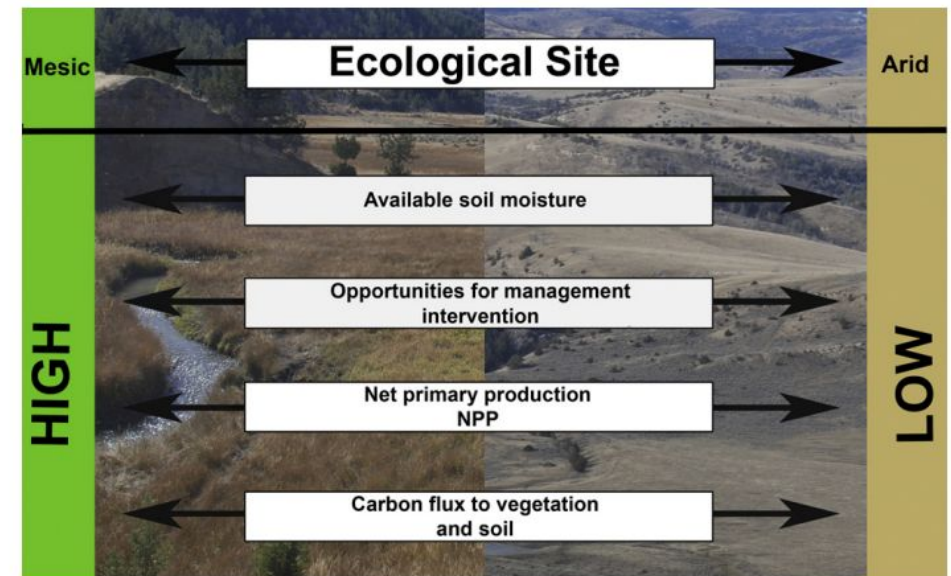 Mesic
Ecological Site
Arid
HIGH
Available soil moisture
Opportunities for management
intervention
Net primary production
NPP
Carbon flux to vegetation
and soil
LOW